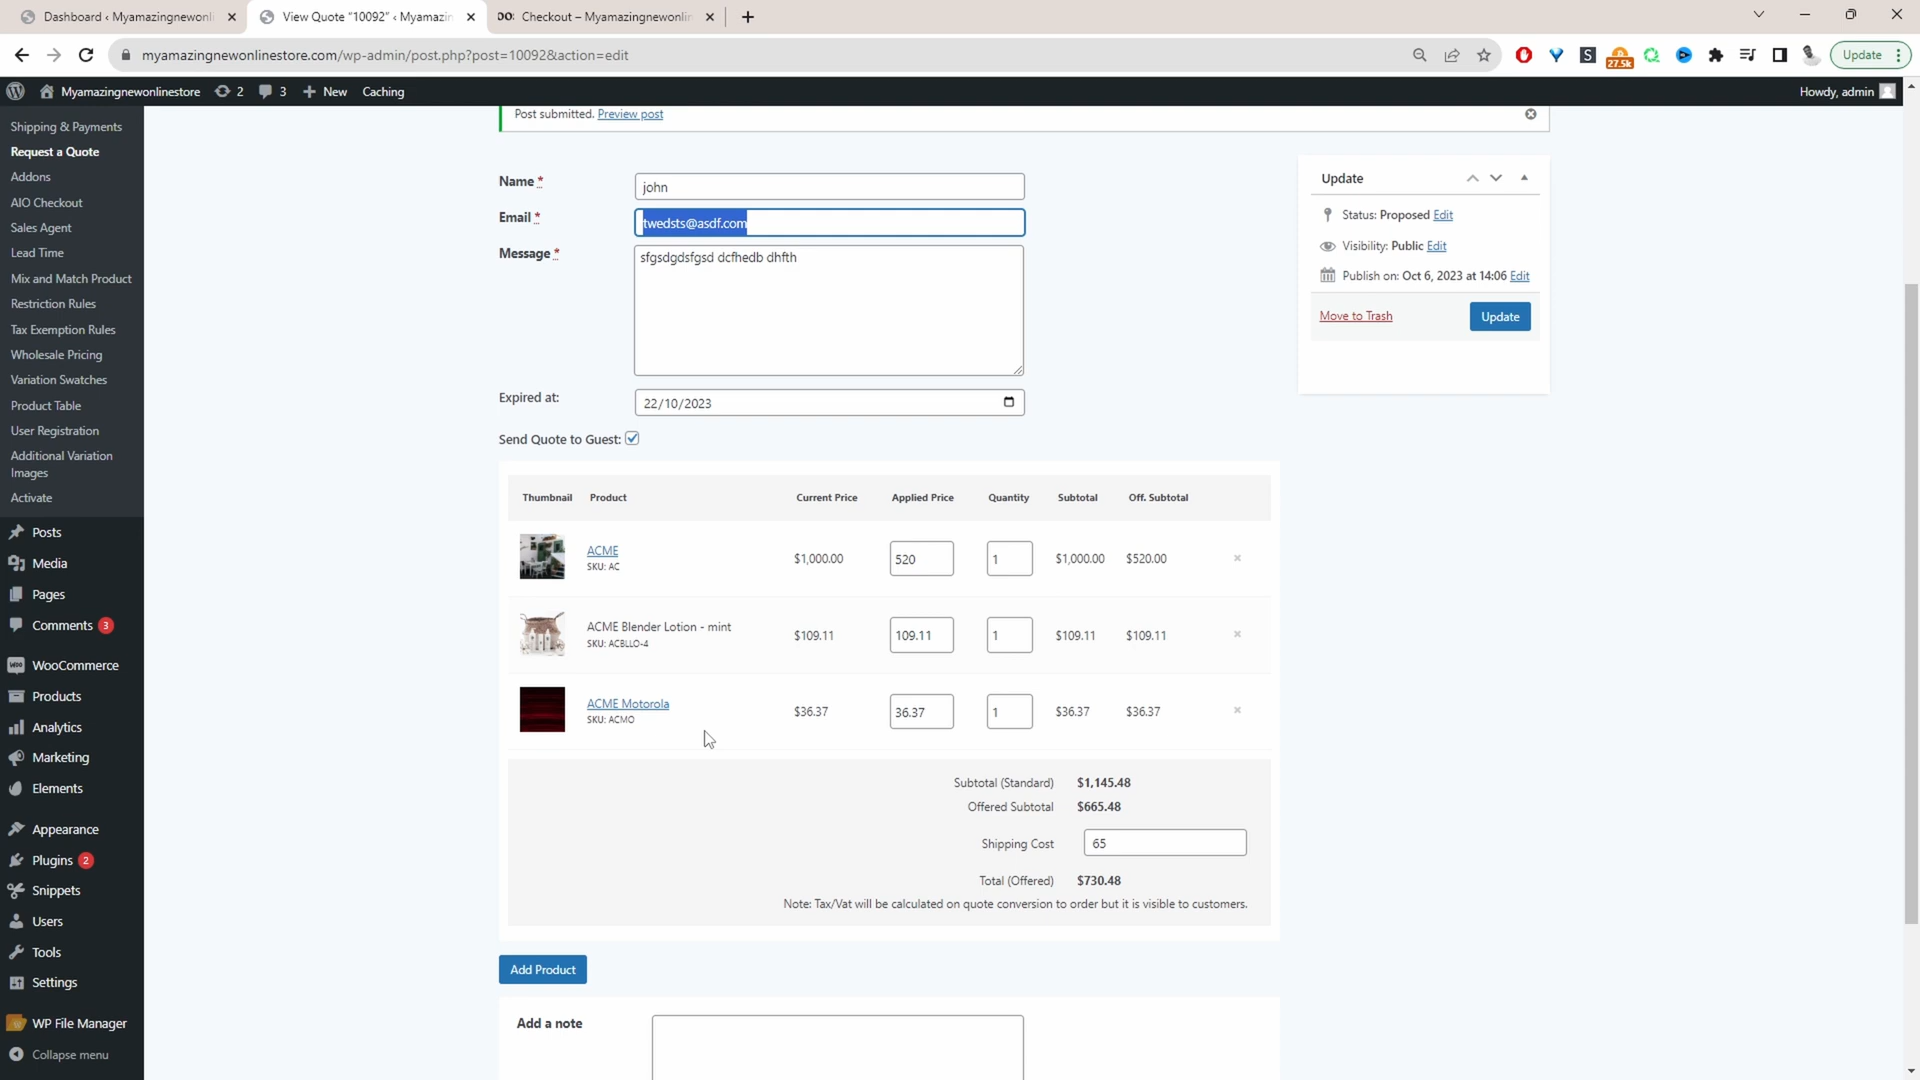 Dashboard ‹ Myamazingnewonli
View Quote "10092" ‹ Myamazin
Checkout – Myamazingnewonlin
myamazingnewonlinestore.com/wp-admin/post.php?post=10092&action=edit
27.5k
Update
Myamazingnewonlinestore
2
3
New
Caching
Howdy, admin
Shipping & Payments
Request a Quote
Addons
AIO Checkout
Sales Agent
Lead Time
Mix and Match Product
Restriction Rules
Tax Exemption Rules
Wholesale Pricing
Variation Swatches
Product Table
User Registration
Additional Variation
Images
Activate
Posts
Media
Pages
Comments 3
WooCommerce
Products
Analytics
Marketing
Elements
Appearance
Plugins 2
Snippets
Users
Tools
Settings
WP File Manager
Collapse menu
Post submitted. Preview post
Name *
john
Email *
twedsts@asdf.com
Message *
sfgsdgdsfgsd dcfhedb dhfth
Expired at:
22/10/2023
Send Quote to Guest:
Update
Status: Proposed Edit
Visibility: Public Edit
Publish on: Oct 6, 2023 at 14:06 Edit
Move to Trash
Update
Thumbnail Product Current Price Applied Price Quantity Subtotal Off. Subtotal
ACME
SKU: AC
$1,000.00 520 1 $1,000.00 $520.00 ×
ACME Blender Lotion - mint
SKU: ACBLLO-4
$109.11 109.11 1 $109.11 $109.11 ×
ACME Motorola
SKU: ACMO
$36.37 36.37 1 $36.37 $36.37 ×
Subtotal (Standard) $1,145.48
Offered Subtotal $665.48
Shipping Cost 65
Total (Offered) $730.48
Note: Tax/Vat will be calculated on quote conversion to order but it is visible to customers.
Add Product
Add a note